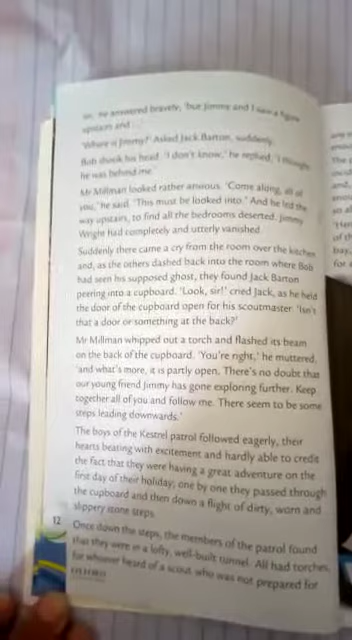 sir,' he answered bravely, 'but Jimmy and I saw a figure
upstairs and . . .'
'Where is Jimmy?' Asked Jack Barton, suddenly.
Bob shook his head. 'I don't know,' he replied. 'I thought
he was behind me.'
Mr Millman looked rather anxious. 'Come along, all of
you,' he said. 'This must be looked into.' And he led the
way upstairs, to find all the bedrooms deserted. Jimmy
Wright had completely and utterly vanished.
Suddenly there came a cry from the room over the kitchen
and, as the others dashed back into the room where Bob
had seen his supposed ghost, they found Jack Barton
peering into a cupboard. 'Look, sir!' cried Jack, as he held
the door of the cupboard open for his scoutmaster. 'Isn't
that a door or something at the back?'
Mr Millman whipped out a torch and flashed its beam
on the back of the cupboard. 'You're right,' he muttered,
'and what's more, it is partly open. There's no doubt that
our young friend Jimmy has gone exploring further. Keep
together all of you and follow me. There seem to be some
steps leading downwards.'
The boys of the Kestrel patrol followed eagerly, their
hearts beating with excitement and hardly able to credit
the fact that they were having a great adventure on the
first day of their holiday; one by one they passed through
the cupboard and then down a flight of dirty, worn and
slippery stone steps.
12
Once down the steps, the members of the patrol found
that they were in a lofty, well-built tunnel. All had torches,
for whoever heard of a scout who was not prepared for
OXFORD